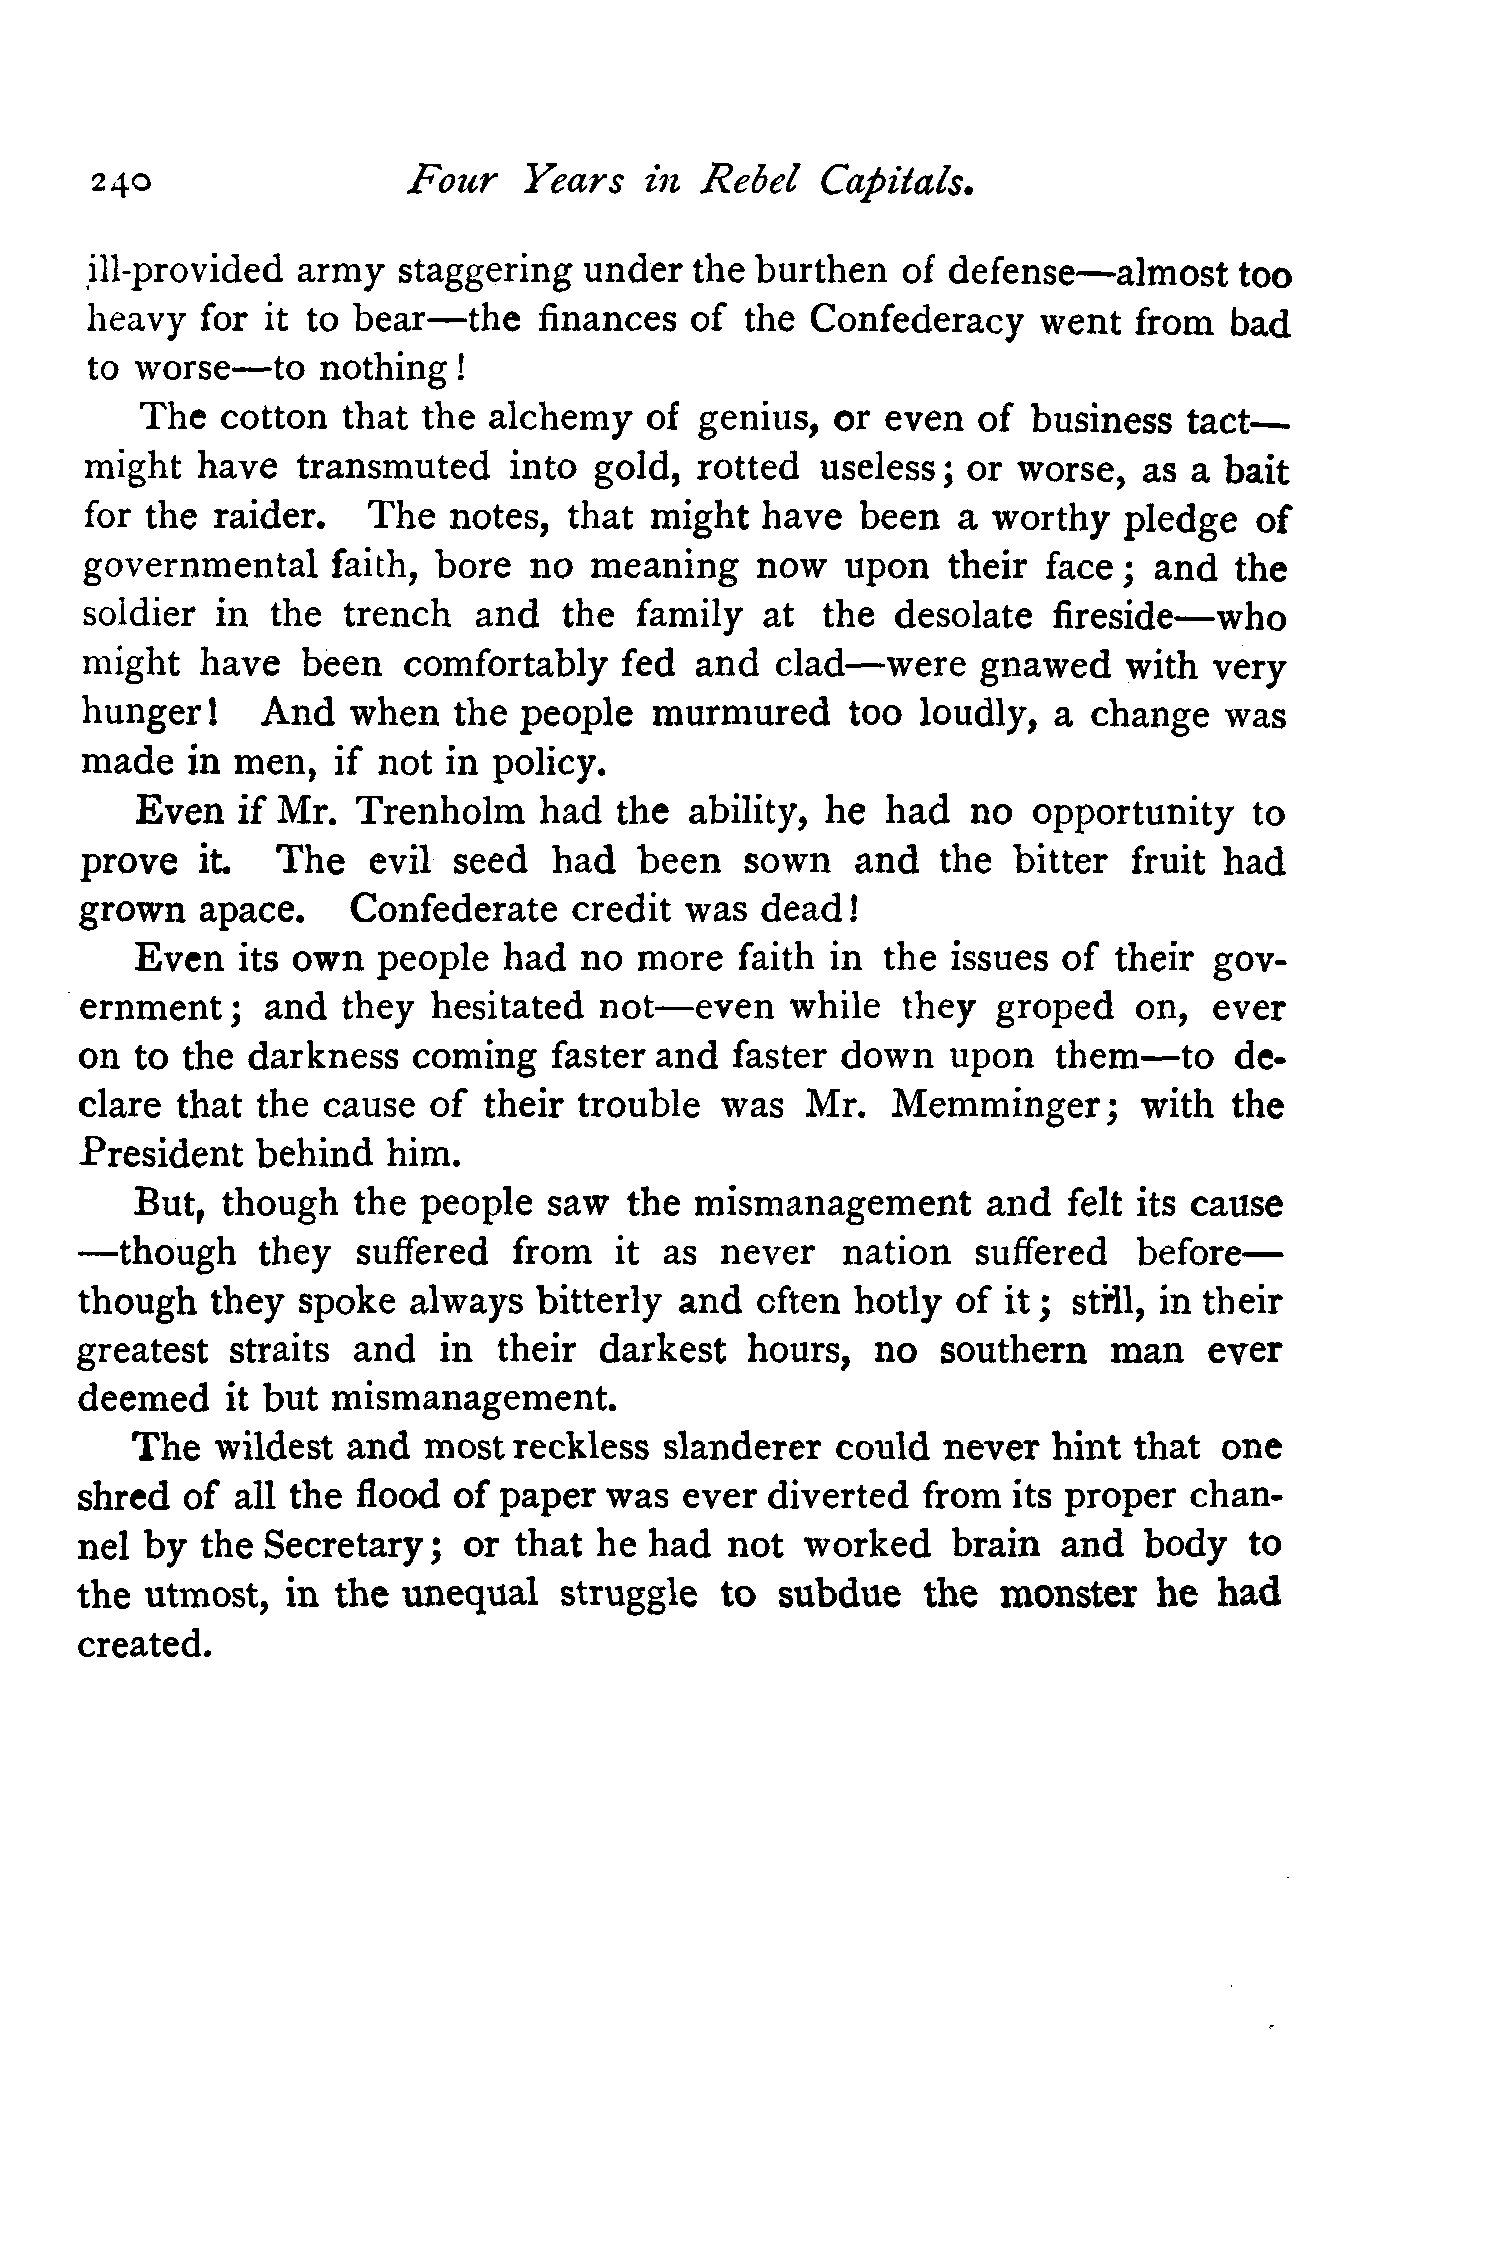 240 Four Years in Rebel Capitals.
ill-provided army staggering under the burthen of defense—almost too
heavy for it to bear—the finances of the Confederacy went from bad
to worse—to nothing!
The cotton that the alchemy of genius, or even of business tact—
might have transmuted into gold, rotted useless; or worse, as a bait
for the raider. The notes, that might have been a worthy pledge of
governmental faith, bore no meaning now upon their face; and the
soldier in the trench and the family at the desolate fireside—who
might have been comfortably fed and clad—were gnawed with very
hunger! And when the people murmured too loudly, a change was
made in men, if not in policy.
Even if Mr. Trenholm had the ability, he had no opportunity to
prove it. The evil seed had been sown and the bitter fruit had
grown apace. Confederate credit was dead!
Even its own people had no more faith in the issues of their gov-
ernment; and they hesitated not—even while they groped on, ever
on to the darkness coming faster and faster down upon them—to de-
clare that the cause of their trouble was Mr. Memminger; with the
President behind him.
But, though the people saw the mismanagement and felt its cause
—though they suffered from it as never nation suffered before—
though they spoke always bitterly and often hotly of it; still, in their
greatest straits and in their darkest hours, no southern man ever
deemed it but mismanagement.
The wildest and most reckless slanderer could never hint that one
shred of all the flood of paper was ever diverted from its proper chan-
nel by the Secretary; or that he had not worked brain and body to
the utmost, in the unequal struggle to subdue the monster he had
created.